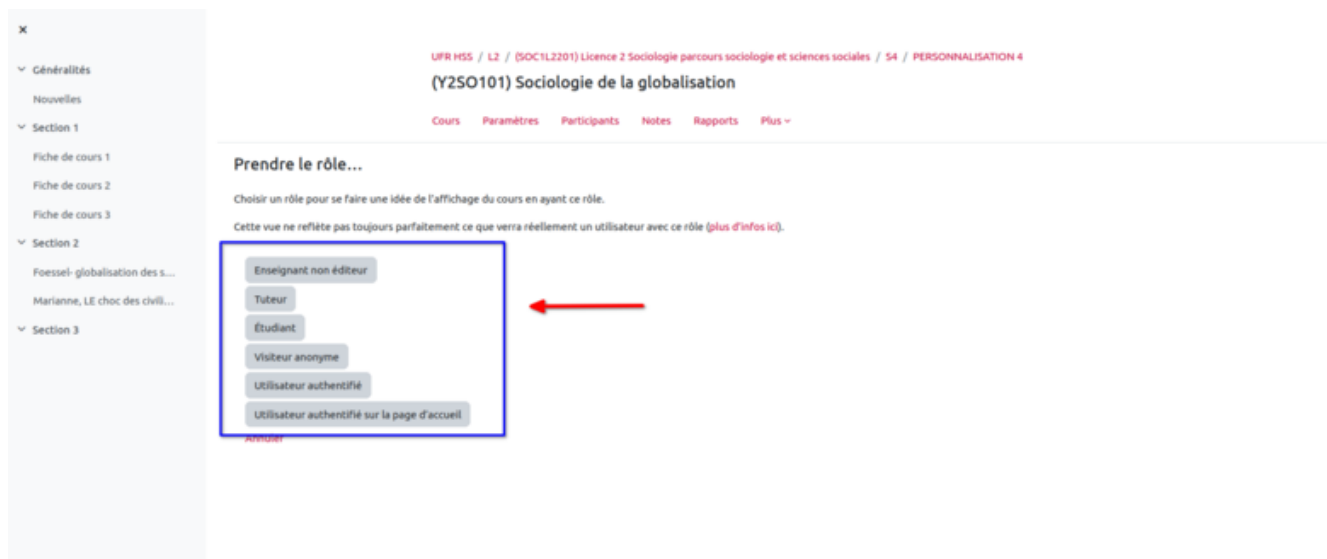 ×
Généralités
Nouvelles
Section 1
Fiche de cours 1
Fiche de cours 2
Fiche de cours 3
Section 2
Foessel- globalisation des s...
Marianne, LE choc des civili...
Section 3
UFR HSS / L2 / (SOC1L2201) Licence 2 Sociologie parcours sociologie et sciences sociales / S4 / PERSONNALISATION 4
(Y2SO101) Sociologie de la globalisation
Cours Paramètres Participants Notes Rapports Plus
Prendre le rôle...
Choisir un rôle pour se faire une idée de l'affichage du cours en ayant ce rôle.
Cette vue ne reflète pas toujours parfaitement ce que verra réellement un utilisateur avec ce rôle (plus d'infos ici).
Enseignant non éditeur
Tuteur
Étudiant
Visiteur anonyme
Utilisateur authentifié
Utilisateur authentifié sur la page d'accueil
Annuler